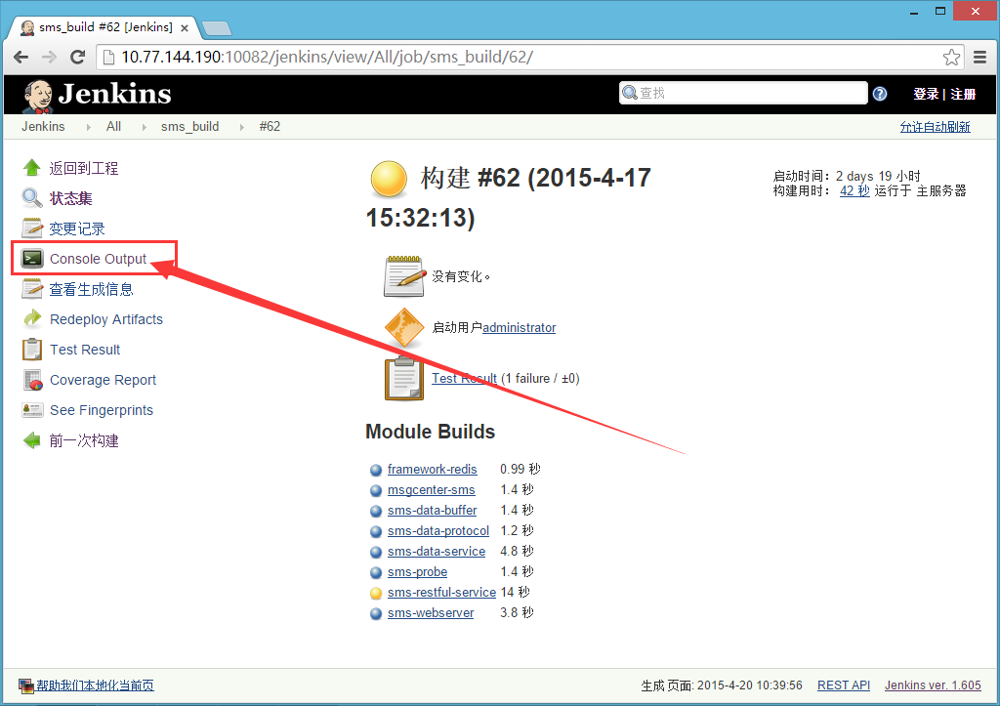 sms_build #62 [Jenkins]
10.77.144.190:10082/jenkins/view/All/job/sms_build/62/
Jenkins
查找
登录 | 注册
Jenkins All sms_build #62
允许自动刷新
返回到工程
状态集
变更记录
Console Output
查看生成信息
Redeploy Artifacts
Test Result
Coverage Report
See Fingerprints
前一次构建
构建 #62 (2015-4-17
15:32:13)
启动时间: 2 days 19 小时
构建用时: 42 秒 运行于 主服务器
没有变化。
启动用户administrator
Test Result (1 failure / ±0)
Module Builds
framework-redis 0.99 秒
msgcenter-sms 1.4 秒
sms-data-buffer 1.4 秒
sms-data-protocol 1.2 秒
sms-data-service 4.8 秒
sms-probe 1.4 秒
sms-restful-service 14 秒
sms-webserver 3.8 秒
帮助我们本地化当前页
生成 页面: 2015-4-20 10:39:56 REST API Jenkins ver. 1.605